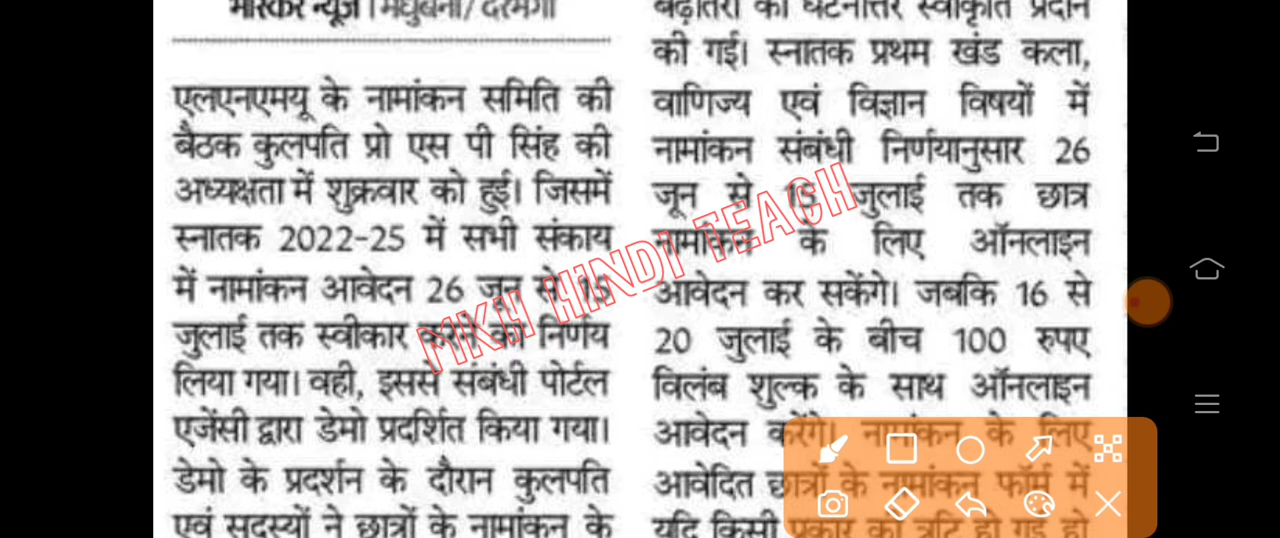 भास्कर न्यूज | मधुबनी/दरभंगा
एलएनएमयू के नामांकन समिति की
बैठक कुलपति प्रो एस पी सिंह की
अध्यक्षता में शुक्रवार को हुई। जिसमें
स्नातक 2022-25 में सभी संकाय
में नामांकन आवेदन 26 जून से 15
जुलाई तक स्वीकार करने का निर्णय
लिया गया। वही, इससे संबंधी पोर्टल
एजेंसी द्वारा डेमो प्रदर्शित किया गया।
डेमो के प्रदर्शन के दौरान कुलपति
एवं सदस्यों ने छात्रों के नामांकन के
बढ़ोतरी की घटनोत्तर स्वीकृति प्रदान
की गई। स्नातक प्रथम खंड कला,
वाणिज्य एवं विज्ञान विषयों में
नामांकन संबंधी निर्णयानुसार 26
जून से 15 जुलाई तक छात्र
नामांकन के लिए ऑनलाइन
आवेदन कर सकेंगे। जबकि 16 से
20 जुलाई के बीच 100 रुपए
विलंब शुल्क के साथ ऑनलाइन
आवेदन करेंगे। नामांकन के लिए
आवेदित छात्रों के नामांकन फॉर्म में
यदि किसी प्रकार की त्रुटि हो गई हो
MKH HINDI TEACH